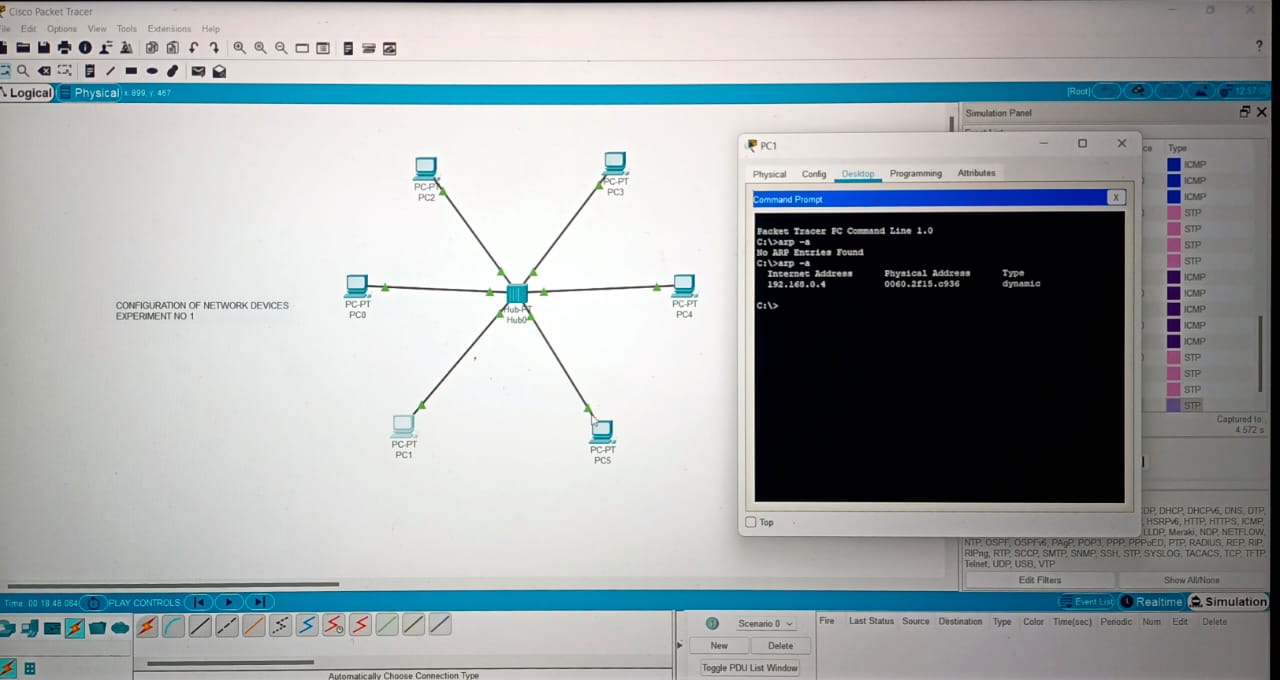 Cisco Packet Tracer
File Edit Options View Tools Extensions Help
?
Logical Physical x: 899, y: 467 [Root] 12:57:
Simulation Panel
PC1
Physical Config Desktop Programming Attributes
Command Prompt X
Packet Tracer PC Command Line 1.0
C:\>arp -a
No ARP Entries Found
C:\>arp -a
Internet Address Physical Address Type
192.168.0.4 0060.2f15.c936 dynamic
C:\>
Top
PC-PT
PC2
PC-PT
PC3
PC-PT
PC0
Hub-PT
Hub0
PC-PT
PC4
PC-PT
PC1
PC-PT
PC5
CONFIGURATION OF NETWORK DEVICES
EXPERIMENT NO 1
Type
ICMP
ICMP
ICMP
STP
STP
STP
STP
ICMP
ICMP
ICMP
ICMP
ICMP
STP
STP
STP
STP
Captured to:
4.572 s
DP, DHCP, DHCPv6, DNS, DTP,
HSRPv6, HTTP, HTTPS, ICMP,
LLDP, Meraki, NDP, NETFLOW,
NTP, OSPF, OSPFv6, PAgP, POP3, PPP, PPPoED, PTP, RADIUS, REP, RIP,
RIPng, RTP, SCCP, SMTP, SNMP, SSH, STP, SYSLOG, TACACS, TCP, TFTP,
Telnet, UDP, USB, VTP
Edit Filters Show All/None
Time: 00:18:48.084 PLAY CONTROLS Event List Realtime Simulation
Scenario 0
New Delete
Toggle PDU List Window
Fire Last Status Source Destination Type Color Time(sec) Periodic Num Edit Delete
Automatically Choose Connection Type